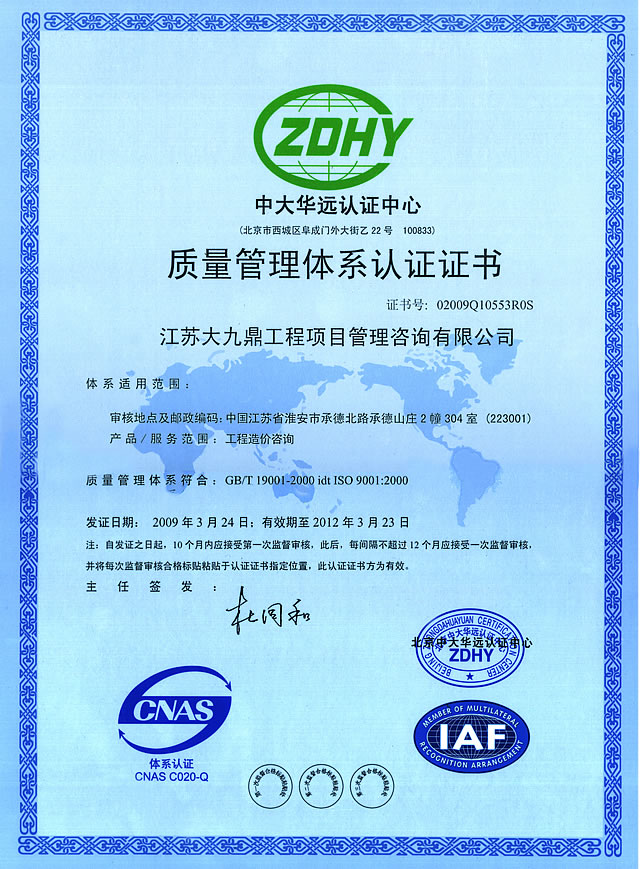 ZDHY
中大华远认证中心
(北京市西城区阜成门外大街乙22号 100833)
质量管理体系认证证书
证书号: 02009Q10553R0S
江苏大九鼎工程项目管理咨询有限公司
体系适用范围:
审核地点及邮政编码: 中国江苏省淮安市承德北路承德山庄2幢304室 (223001)
产品/服务范围: 工程造价咨询
质量管理体系符合: GB/T 19001-2000 idt ISO 9001:2000
发证日期: 2009年3月24日; 有效期至2012年3月23日
注: 自发证之日起, 10个月内应接受第一次监督审核, 此后, 每间隔不超过12个月应接受一次监督审核,
并将每次监督审核合格标贴粘贴于认证证书指定位置, 此认证证书方为有效。
主任签发:
北京中大华远认证中心
ZDHY
CNAS
体系认证
CNAS C020-Q
MEMBER OF MULTILATERAL
IAF
RECOGNITION ARRANGEMENT